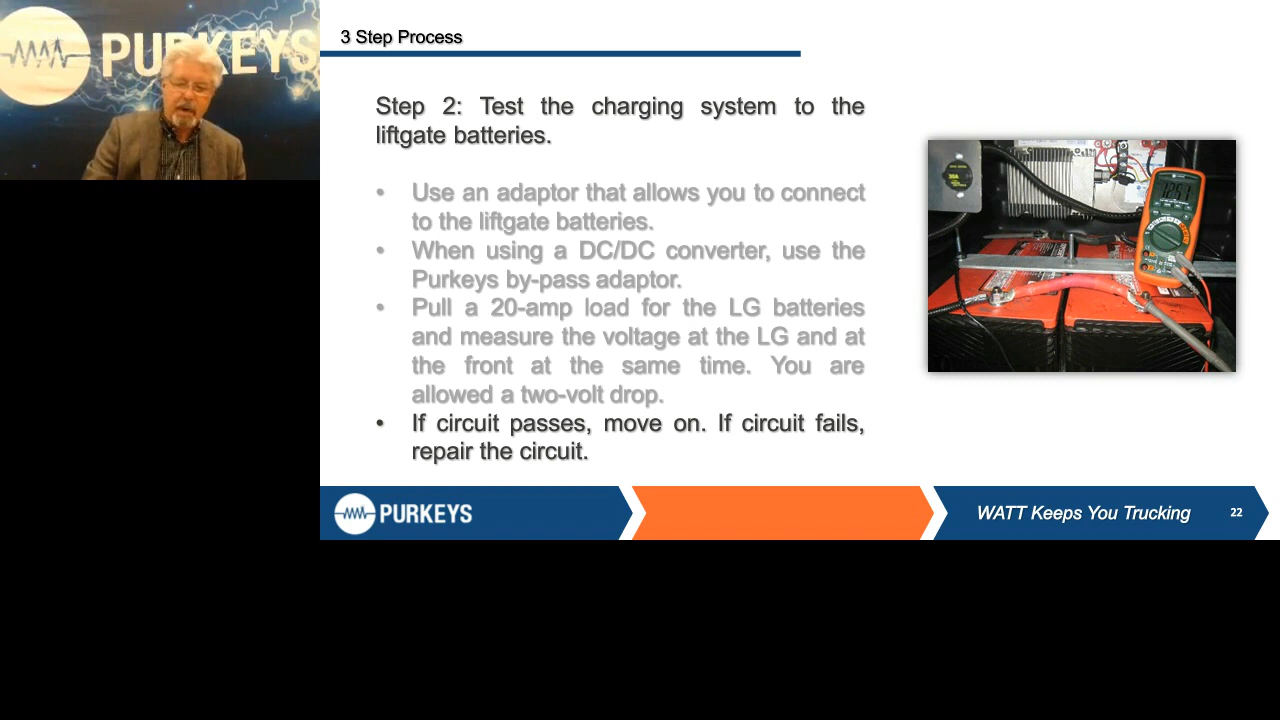 PURKEYS
3 Step Process
Step 2: Test the charging system to the
liftgate batteries.
• Use an adaptor that allows you to connect
to the liftgate batteries.
• When using a DC/DC converter, use the
Purkeys by-pass adaptor.
• Pull a 20-amp load for the LG batteries
and measure the voltage at the LG and at
the front at the same time. You are
allowed a two-volt drop.
• If circuit passes, move on. If circuit fails,
repair the circuit.
PURKEYS
WATT Keeps You Trucking
22